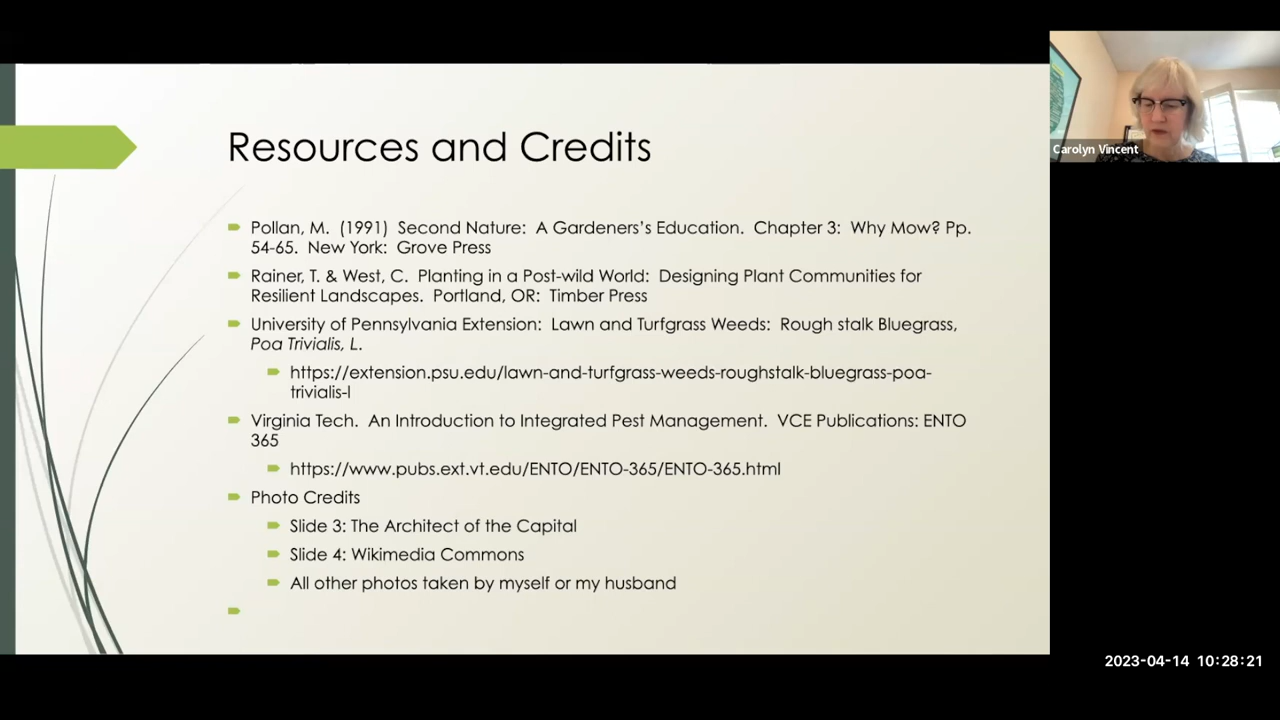 Resources and Credits
Pollan, M. (1991) Second Nature: A Gardeners's Education. Chapter 3: Why Mow? Pp.
54-65. New York: Grove Press
Rainer, T. & West, C. Planting in a Post-wild World: Designing Plant Communities for
Resilient Landscapes. Portland, OR: Timber Press
University of Pennsylvania Extension: Lawn and Turfgrass Weeds: Rough stalk Bluegrass,
Poa Trivialis, L.
https://extension.psu.edu/lawn-and-turfgrass-weeds-roughstalk-bluegrass-poa-
trivialis-l
Virginia Tech. An Introduction to Integrated Pest Management. VCE Publications: ENTO
365
https://www.pubs.ext.vt.edu/ENTO/ENTO-365/ENTO-365.html
Photo Credits
Slide 3: The Architect of the Capital
Slide 4: Wikimedia Commons
All other photos taken by myself or my husband
Carolyn Vincent
2023-04-14 10:28:21